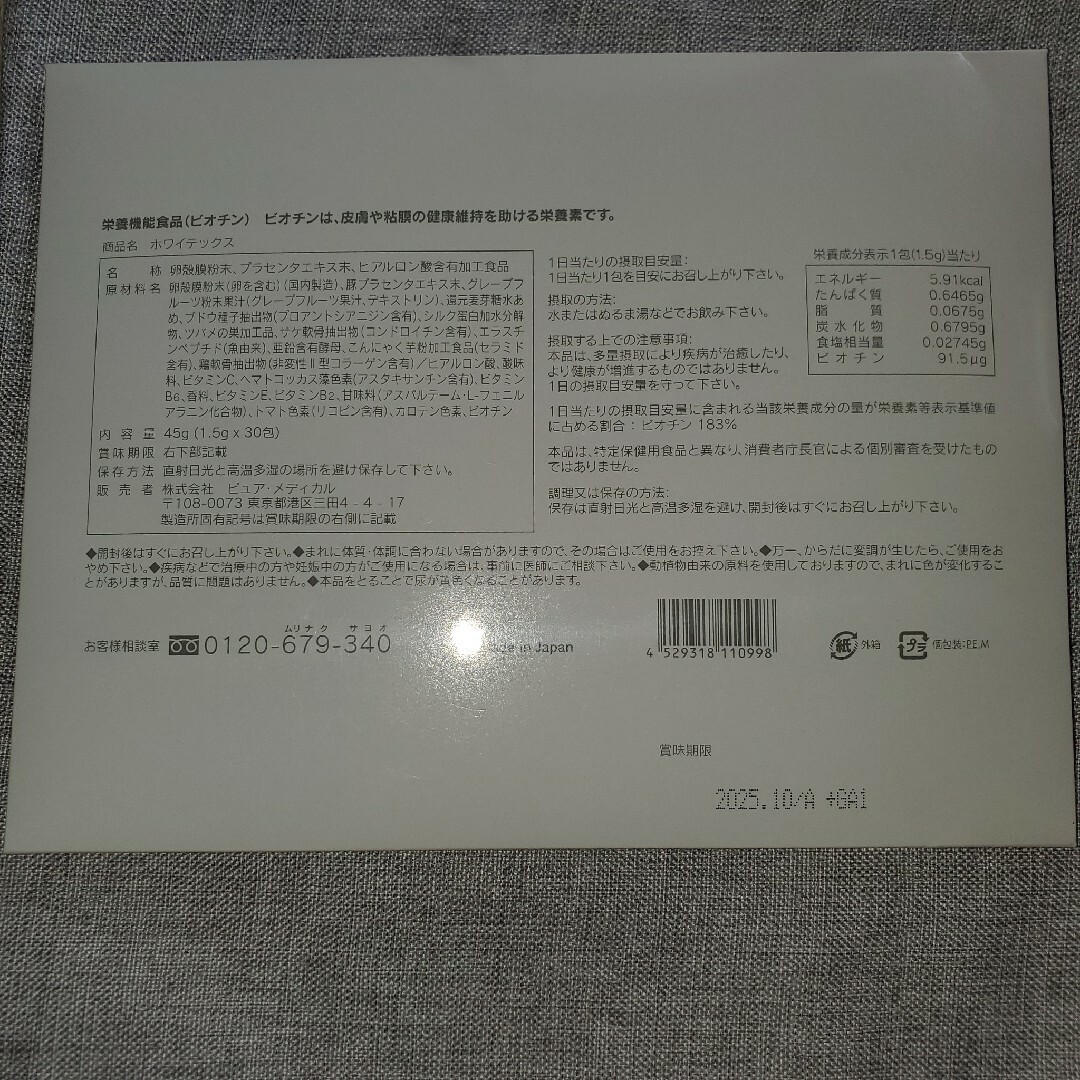 栄養機能食品(ビオチン) ビオチンは、皮膚や粘膜の健康維持を助ける栄養素です。
商品名 ホワイテックス
名称 卵殻膜粉末、プラセンタエキス末、ヒアルロン酸含有加工食品
原材料名 卵殻膜粉末(卵を含む)(国内製造)、豚プラセンタエキス末、グレープフ
ルーツ粉末果汁(グレープフルーツ果汁、デキストリン)、還元麦芽糖水あ
め、ブドウ種子抽出物(プロアントシアニジン含有)、シルク蛋白加水分解
物、ツバメの巣加工品、サケ軟骨抽出物(コンドロイチン含有)、エラスチ
ンペプチド(魚由来)、亜鉛含有酵母、こんにゃく芋粉加工食品(セラミド
含有)、鶏軟骨抽出物(非変性Ⅱ型コラーゲン含有)/ヒアルロン酸、酸味
料、ビタミンC、ヘマトコッカス藻色素(アスタキサンチン含有)、ビタミン
B6、香料、ビタミンE、ビタミンB2、甘味料(アスパルテーム・L-フェニル
アラニン化合物)、トマト色素(リコピン含有)、カロテン色素、ビオチン
内容量 45g(1.5g x 30包)
賞味期限 右下部記載
保存方法 直射日光と高温多湿の場所を避け保存して下さい。
販売者 株式会社 ピュア・メディカル
〒108-0073 東京都港区三田4-4-17
製造所固有記号は賞味期限の右側に記載
1日当たりの摂取目安量:
1日当たり1包を目安にお召し上がり下さい。
摂取の方法:
水またはぬるま湯などでお飲み下さい。
摂取する上での注意事項:
本品は、多量摂取により疾病が治癒したり、
より健康が増進するものではありません。
1日の摂取目安量を守って下さい。
栄養成分表示1包(1.5g)当たり
エネルギー 5.91kcal
たんぱく質 0.6465g
脂質 0.0675g
炭水化物 0.6795g
食塩相当量 0.02745g
ビオチン 91.5μg
1日当たりの摂取目安量に含まれる当該栄養成分の量が栄養素等表示基準値
に占める割合:ビオチン 183%
本品は、特定保健用食品と異なり、消費者庁長官による個別審査を受けたもの
ではありません。
調理又は保存の方法:
保存は直射日光と高温多湿を避け、開封後はすぐにお召し上がり下さい。
◆開封後はすぐにお召し上がり下さい。◆まれに体質・体調に合わない場合がありますので、その場合はご使用をお控え下さい。◆万一、からだに変調が生じたら、ご使用をお
やめ下さい。◆疾病などで治療中の方や妊娠中の方がご使用になる場合は、事前に医師にご相談下さい。◆動植物由来の原料を使用しておりますので、まれに色が変化するこ
とがありますが、品質に問題はありません。◆本品をとることで尿が黄色くなることがあります。
ムリナク サヨオ
お客様相談室 0120-679-340
in Japan
4 529318 110998
紙 外箱
プラ 個包装:P.E,M
賞味期限
2025.10/A +GA1